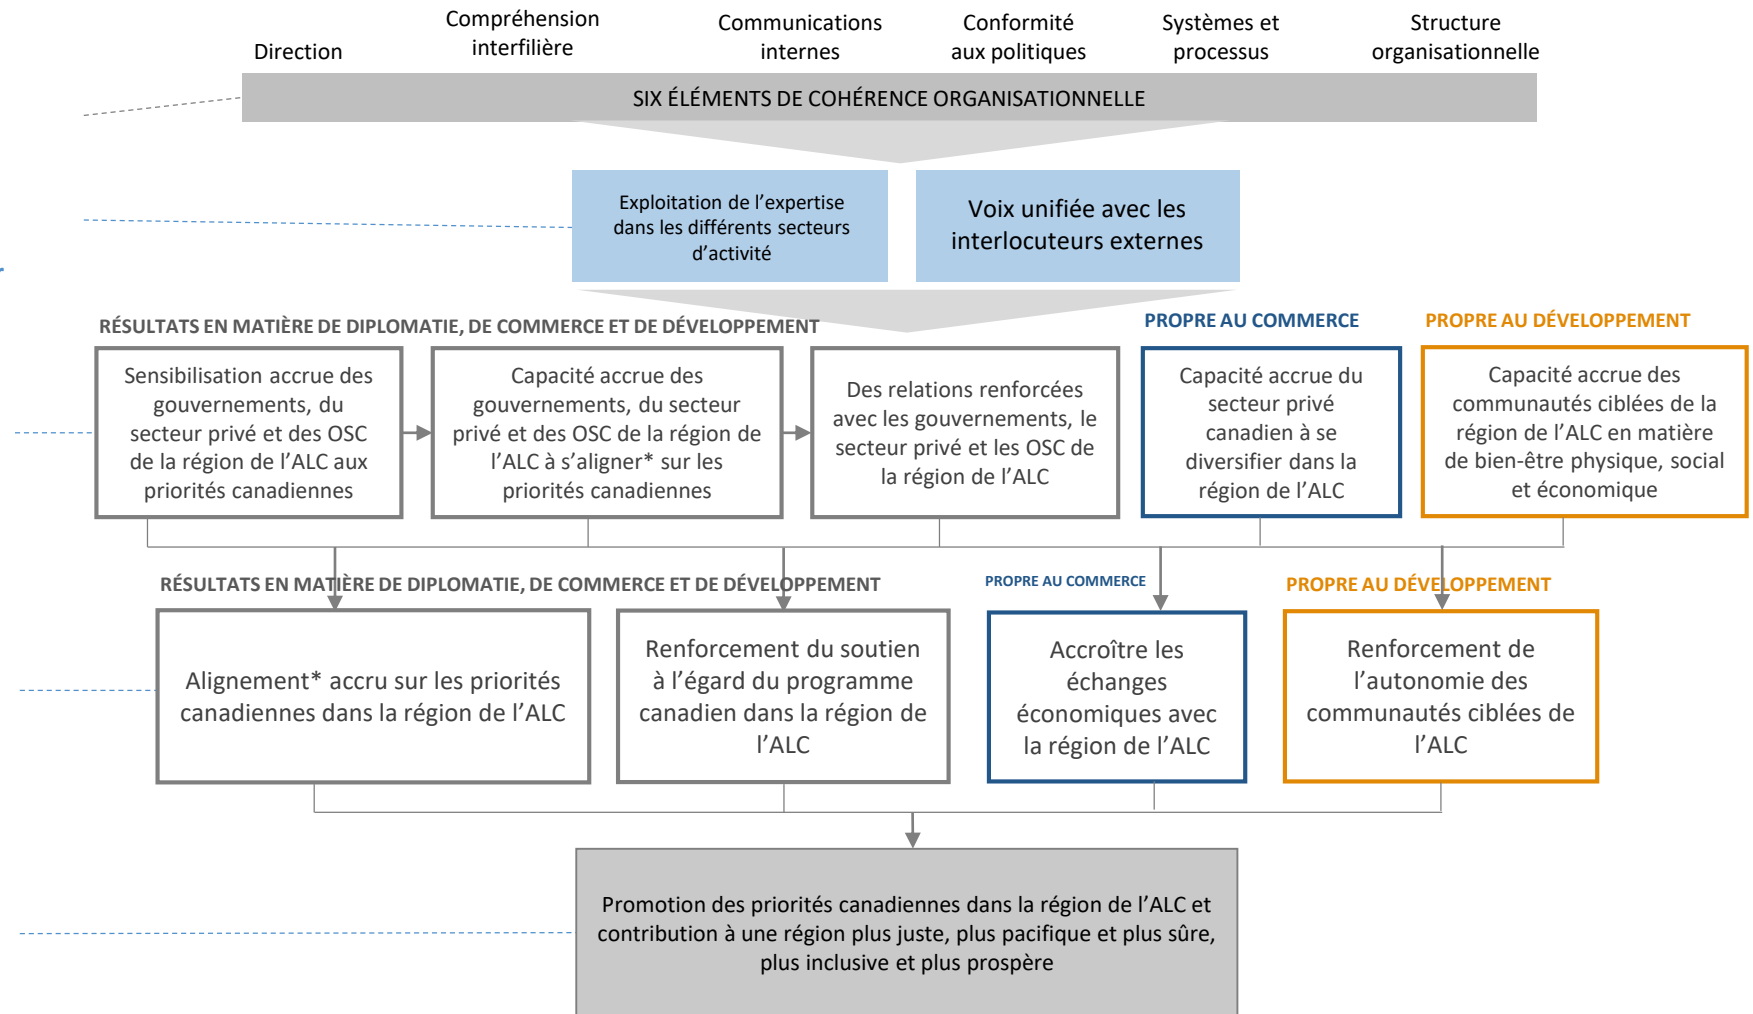 Direction
Compréhension
interfilière
Communications
internes
Conformité
aux politiques
Systèmes et
processus
Structure
organisationnelle
SIX ÉLÉMENTS DE COHÉRENCE ORGANISATIONNELLE
Exploitation de l’expertise
dans les différents secteurs
d’activité
Voix unifiée avec les
interlocuteurs externes
RÉSULTATS EN MATIÈRE DE DIPLOMATIE, DE COMMERCE ET DE DÉVELOPPEMENT
PROPRE AU COMMERCE
PROPRE AU DÉVELOPPEMENT
Sensibilisation accrue des
gouvernements, du
secteur privé et des OSC
de la région de l’ALC aux
priorités canadiennes
Capacité accrue des
gouvernements, du secteur
privé et des OSC de la région de
l’ALC à s’aligner* sur les
priorités canadiennes
Des relations renforcées
avec les gouvernements, le
secteur privé et les OSC de
la région de l’ALC
Capacité accrue du
secteur privé
canadien à se
diversifier dans la
région de l’ALC
Capacité accrue des
communautés ciblées de la
région de l’ALC en matière
de bien-être physique, social
et économique
RÉSULTATS EN MATIÈRE DE DIPLOMATIE, DE COMMERCE ET DE DÉVELOPPEMENT
PROPRE AU COMMERCE
PROPRE AU DÉVELOPPEMENT
Alignement* accru sur les priorités
canadiennes dans la région de l’ALC
Renforcement du soutien
à l’égard du programme
canadien dans la région de
l’ALC
Accroître les
échanges
économiques avec
la région de l’ALC
Renforcement de
l’autonomie des
communautés ciblées de
l’ALC
Promotion des priorités canadiennes dans la région de l’ALC et
contribution à une région plus juste, plus pacifique et plus sûre,
plus inclusive et plus prospère